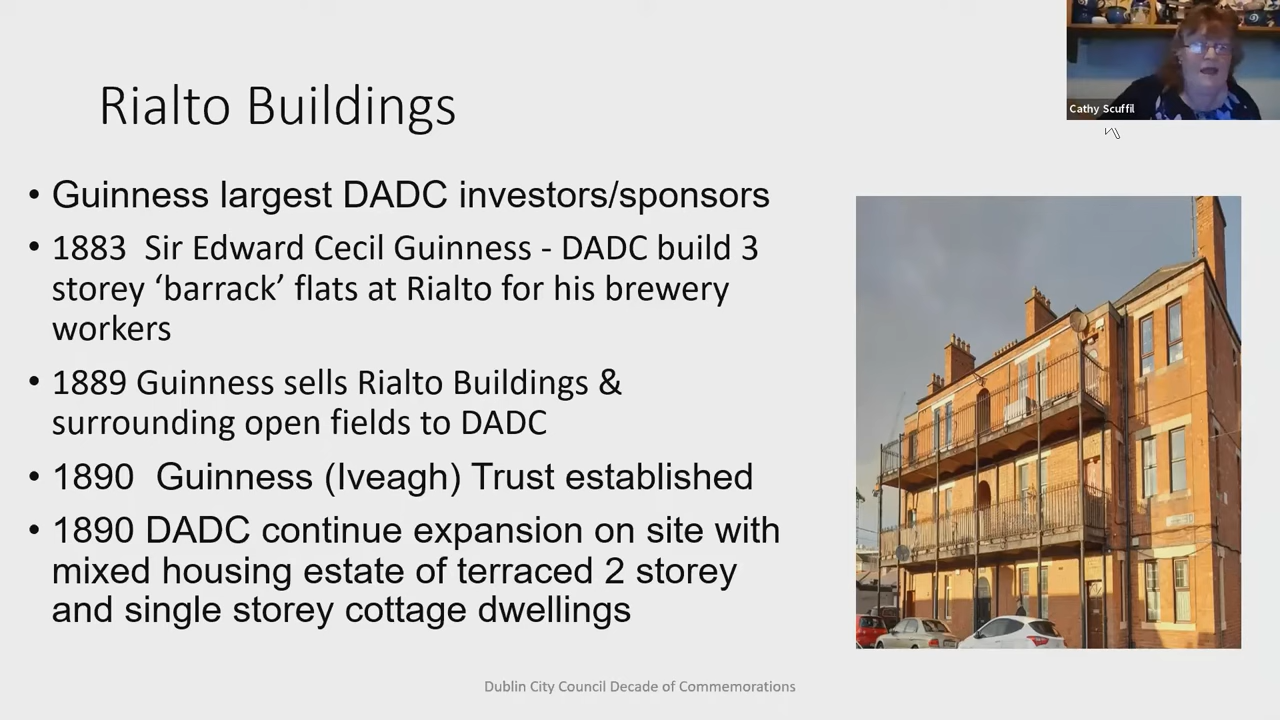 Cathy Scuffil
Rialto Buildings
• Guinness largest DADC investors/sponsors
• 1883  Sir Edward Cecil Guinness - DADC build 3
storey ‘barrack’ flats at Rialto for his brewery
workers
• 1889 Guinness sells Rialto Buildings &
surrounding open fields to DADC
• 1890  Guinness (Iveagh) Trust established
• 1890 DADC continue expansion on site with
mixed housing estate of terraced 2 storey
and single storey cottage dwellings
Dublin City Council Decade of Commemorations